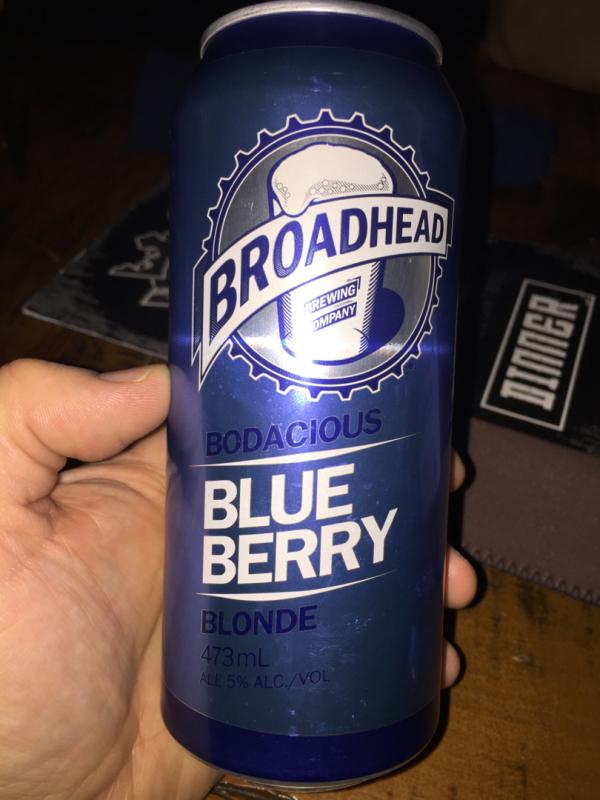 BROADHEAD
BREWING
COMPANY
BODACIOUS
BLUE
BERRY
BLONDE
473mL
ALE 5% ALC./VOL
DINNER